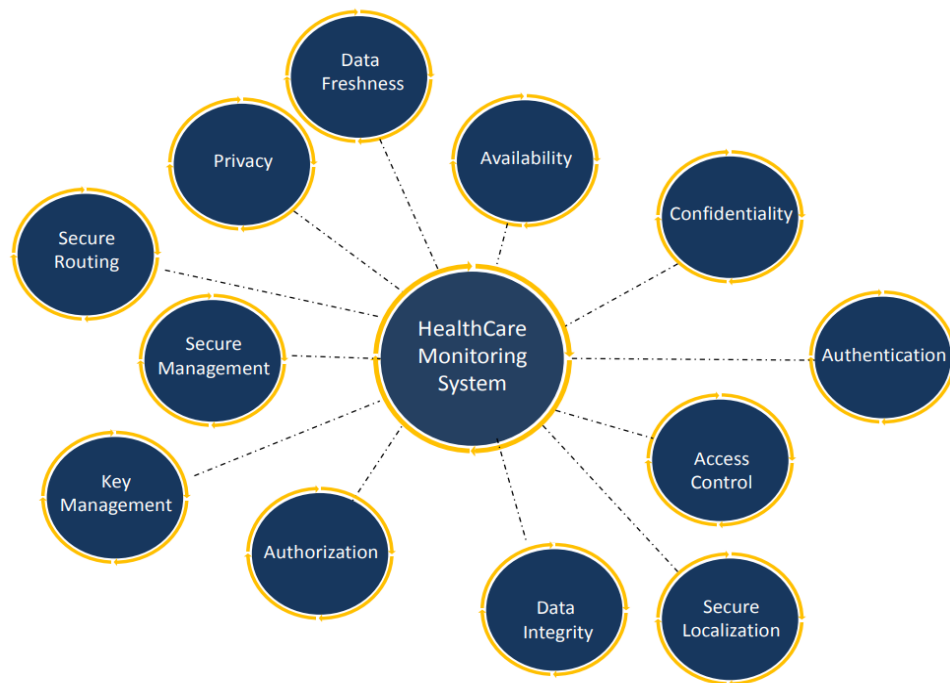 Data
Freshness
Availability
Privacy
Confidentiality
Secure
Routing
HealthCare
Monitoring
System
Secure
Management
Authentication
Access
Control
Key
Management
Authorization
Data
Integrity
Secure
Localization